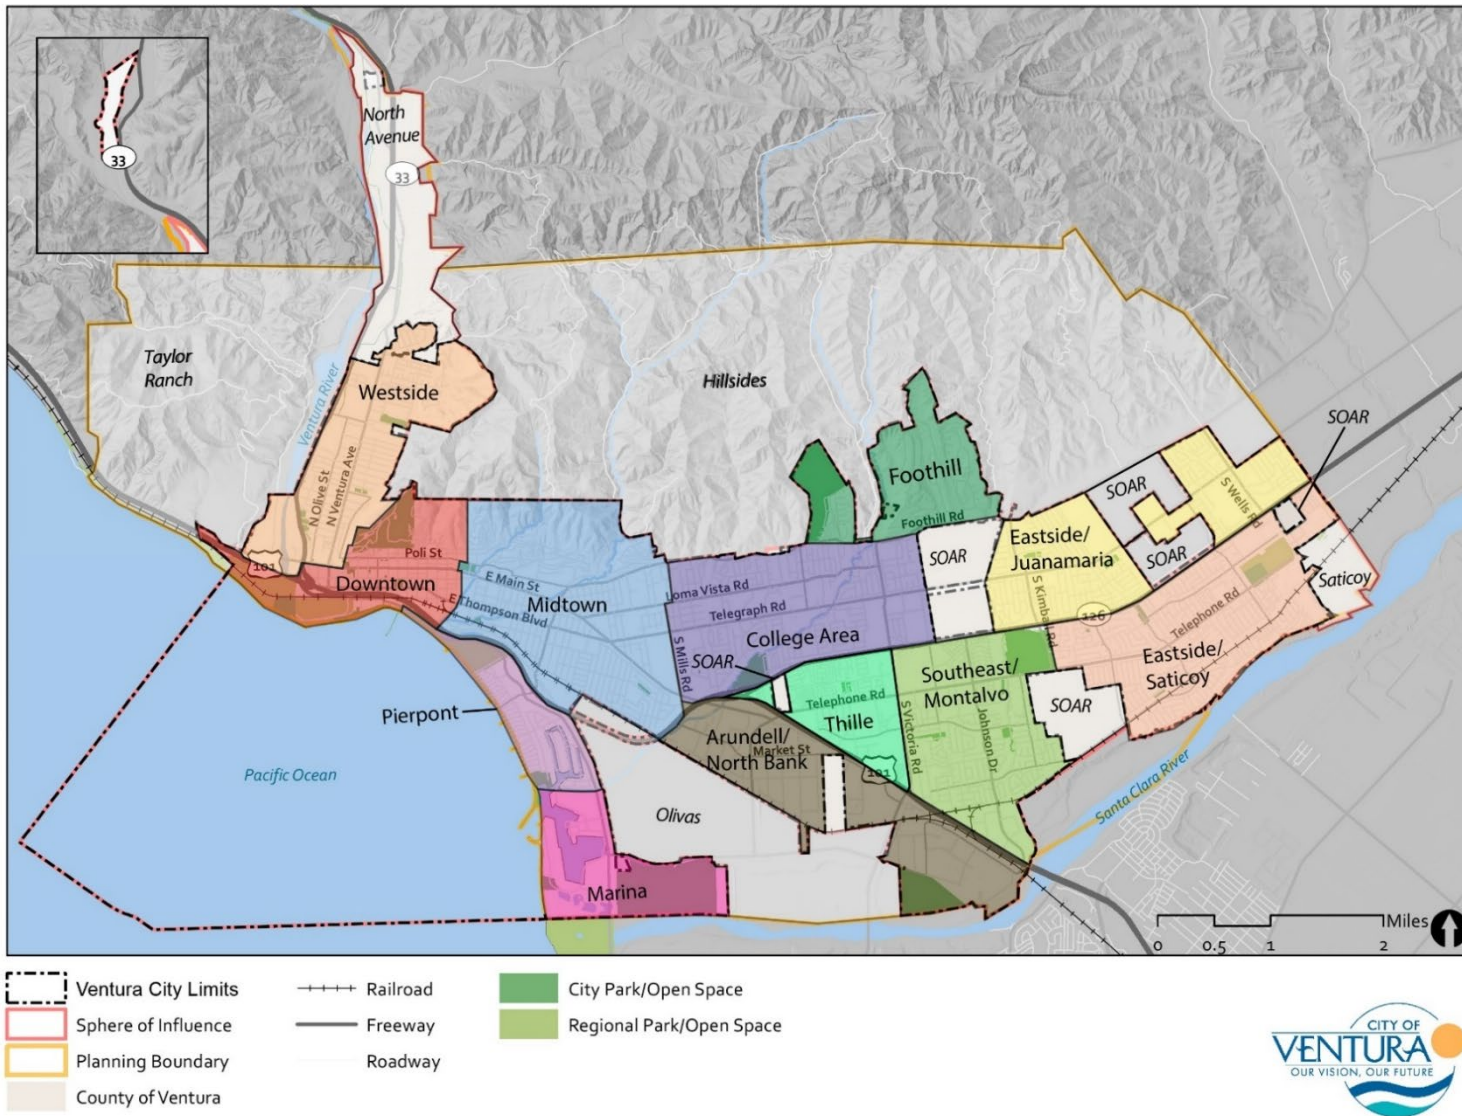 33
North
Avenue
33
Taylor
Ranch
Hillsides
Westside
Ventura River
N Olive St
N Ventura Ave
SOAR
Foothill
Foothill Rd
SOAR
S Wells Rd
SOAR
SOAR
Eastside/
Juanamaria
S Kimball Rd
126
Saticoy
Poli St
101
Downtown
E Main St
E Thompson Blvd
Midtown
Loma Vista Rd
Telegraph Rd
College Area
S Mills Rd
SOAR
Telephone Rd
Eastside/
Saticoy
Southeast/
Montalvo
SOAR
Telephone Rd
Thille
S Victoria Rd
Johnson Dr
Pierpont
Arundell/
Market St
North Bank
101
Pacific Ocean
Olivas
Santa Clara River
Marina
Miles
0 0.5 1 2
Ventura City Limits
Sphere of Influence
Planning Boundary
County of Ventura
Railroad
Freeway
Roadway
City Park/Open Space
Regional Park/Open Space
CITY OF
VENTURA
OUR VISION, OUR FUTURE